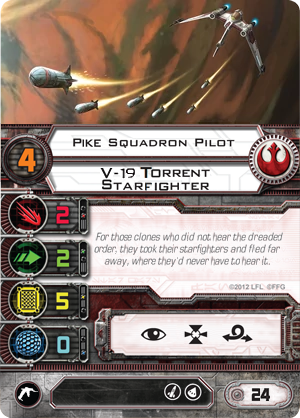 Pike Squadron Pilot
4
V-19 Torrent
Starfighter
2
For those clones who did not hear the dreaded
order, they took their starfighters and fled far
away, where they'd never have to hear it.
2
©2012 LFL ©FFG
5
0
24